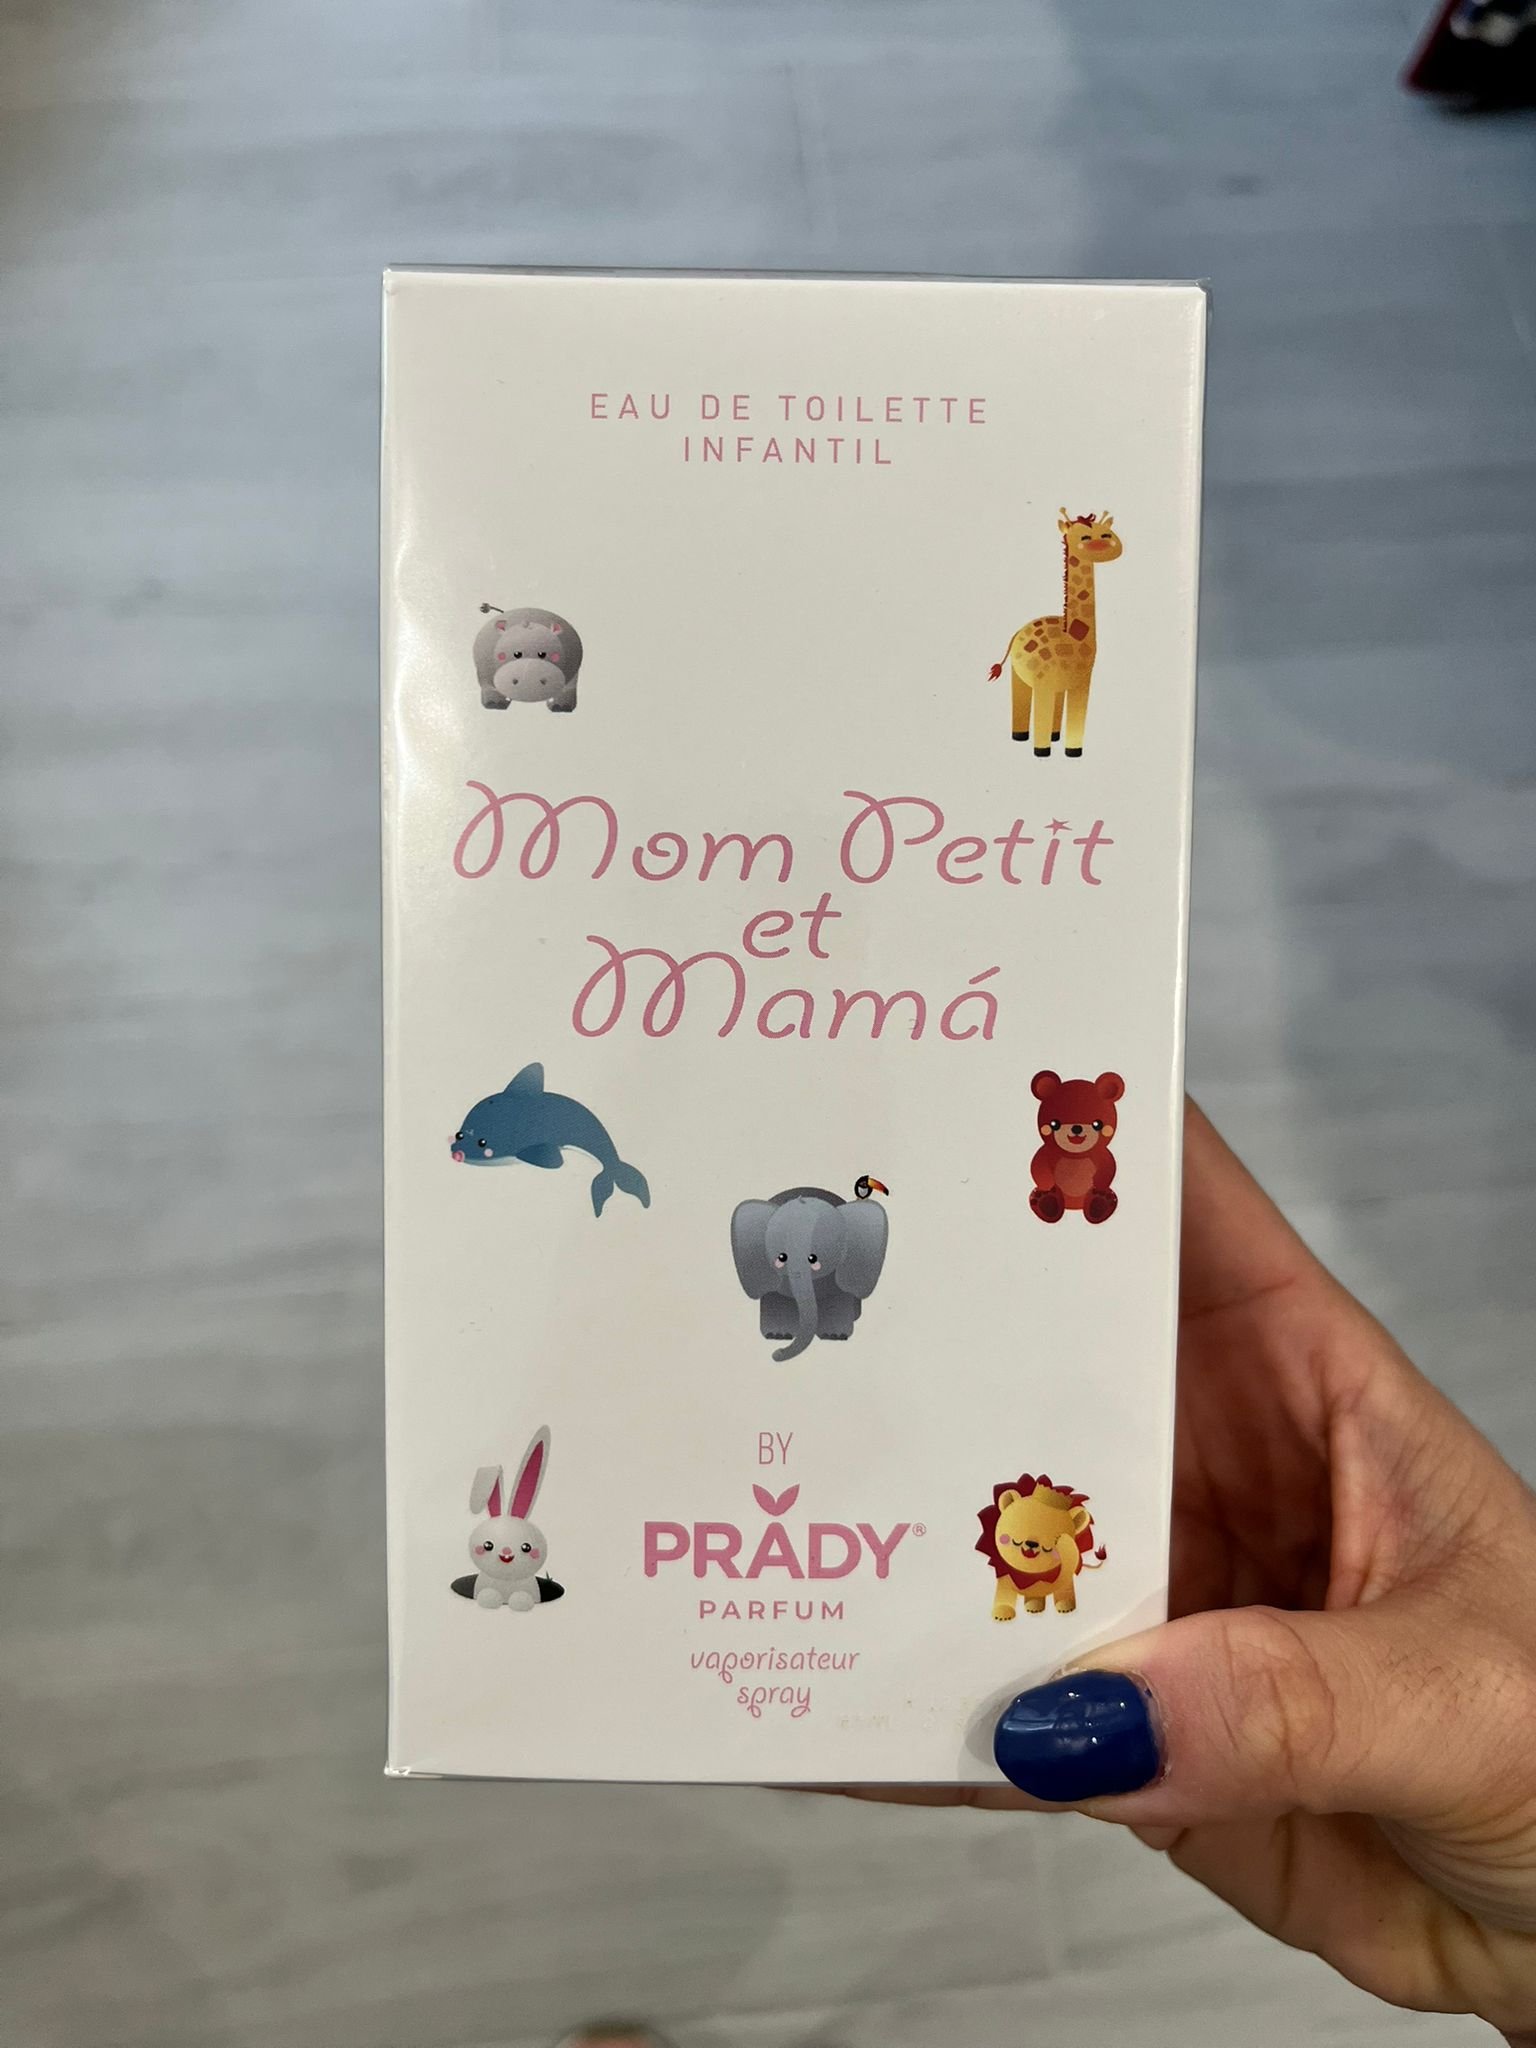 EAU DE TOILETTE
INFANTIL
Mom Petit
et
Mamá
BY
PRADY®
PARFUM
vaporisateur
spray